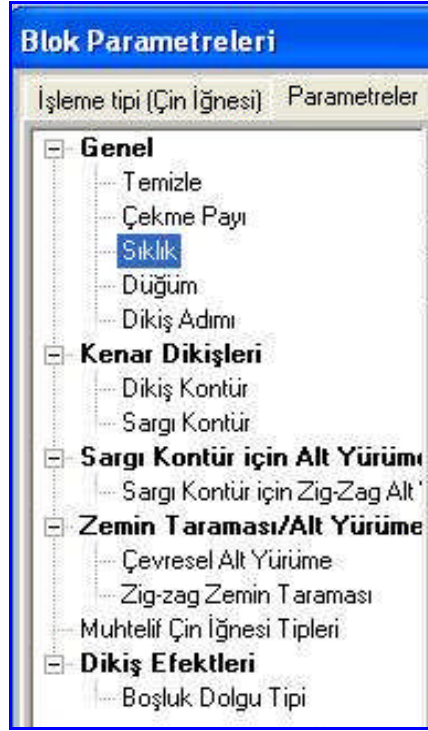 Blok Parametreleri
İşleme tipi (Çin İğnesi) Parametreler
Genel
Temizle
Çekme Payı
Sıklık
Düğüm
Dikiş Adımı
Kenar Dikişleri
Dikiş Kontür
Sargı Kontür
Sargı Kontür için Alt Yürüme
Sargı Kontür için Zig-Zag Alt
Zemin Taraması/Alt Yürüme
Çevresel Alt Yürüme
Zig-zag Zemin Taraması
Muhtelif Çin İğnesi Tipleri
Dikiş Efektleri
Boşluk Dolgu Tipi